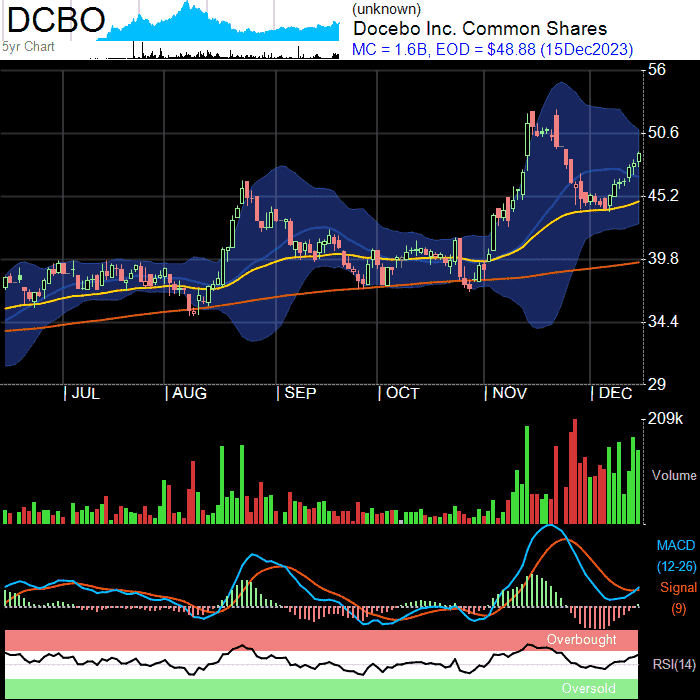 DCBO
5yr Chart
(unknown)
Docebo Inc. Common Shares
MC = 1.6B, EOD = $48.88 (15Dec2023)
56
50.6
45.2
39.8
34.4
29
| JUL | AUG | SEP | OCT | NOV | DEC
209k
Volume
MACD
(12-26)
Signal
(9)
Overbought
RSI(14)
Oversold